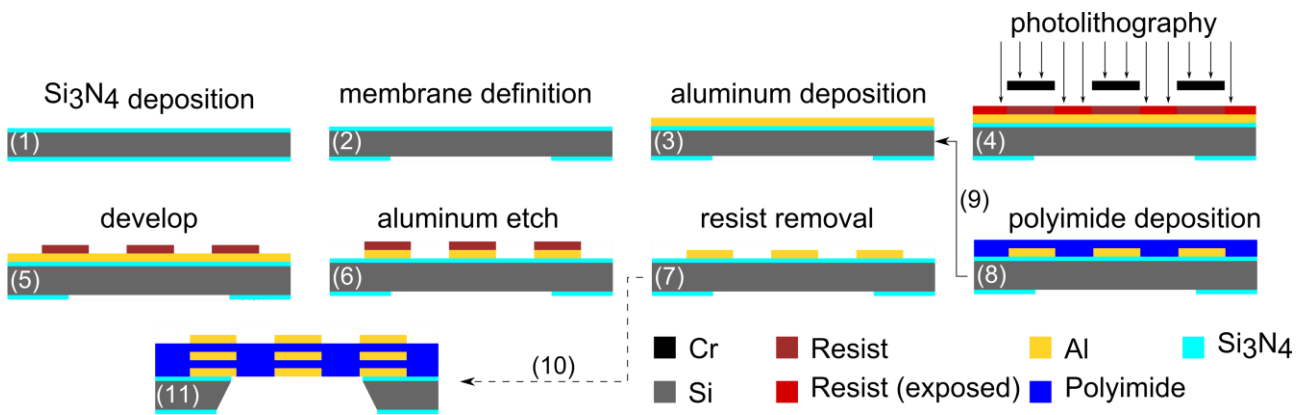 photolithography
Si3N4 deposition
membrane definition
aluminum deposition
(1)
(2)
(3)
(4)
develop
aluminum etch
resist removal
(9)
polyimide deposition
(5)
(6)
(7)
(8)
(10)
(11)
Cr
Resist
Al
Si3N4
Si
Resist (exposed)
Polyimide